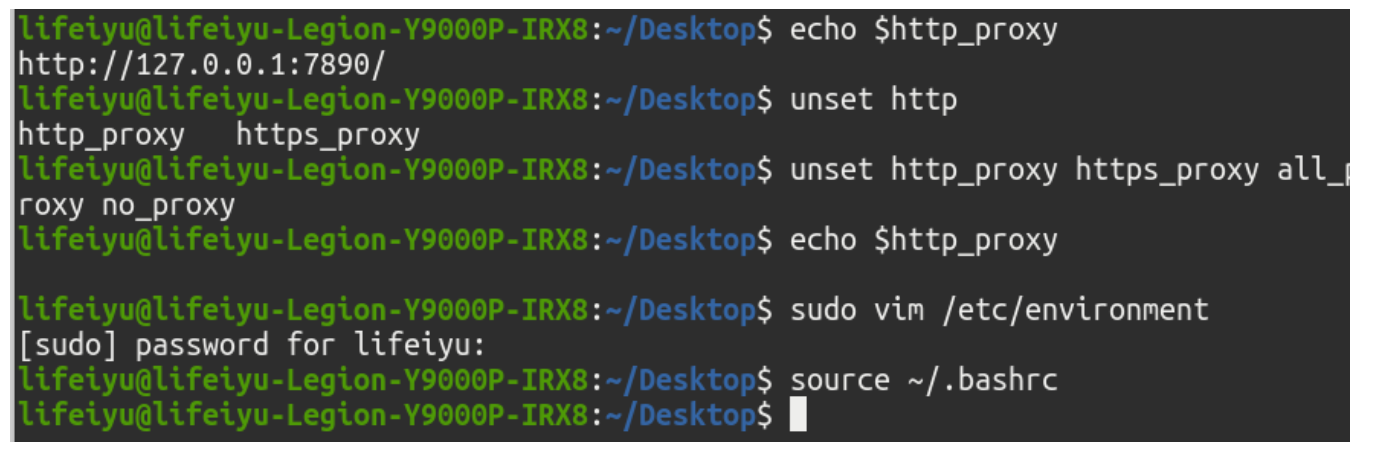 lifeiyu@lifeiyu-Legion-Y9000P-IRX8:~/Desktop$ echo $http_proxy
http://127.0.0.1:7890/
lifeiyu@lifeiyu-Legion-Y9000P-IRX8:~/Desktop$ unset http
http_proxy   https_proxy
lifeiyu@lifeiyu-Legion-Y9000P-IRX8:~/Desktop$ unset http_proxy https_proxy all_p
roxy no_proxy
lifeiyu@lifeiyu-Legion-Y9000P-IRX8:~/Desktop$ echo $http_proxy
lifeiyu@lifeiyu-Legion-Y9000P-IRX8:~/Desktop$ sudo vim /etc/environment
[sudo] password for lifeiyu:
lifeiyu@lifeiyu-Legion-Y9000P-IRX8:~/Desktop$ source ~/.bashrc
lifeiyu@lifeiyu-Legion-Y9000P-IRX8:~/Desktop$